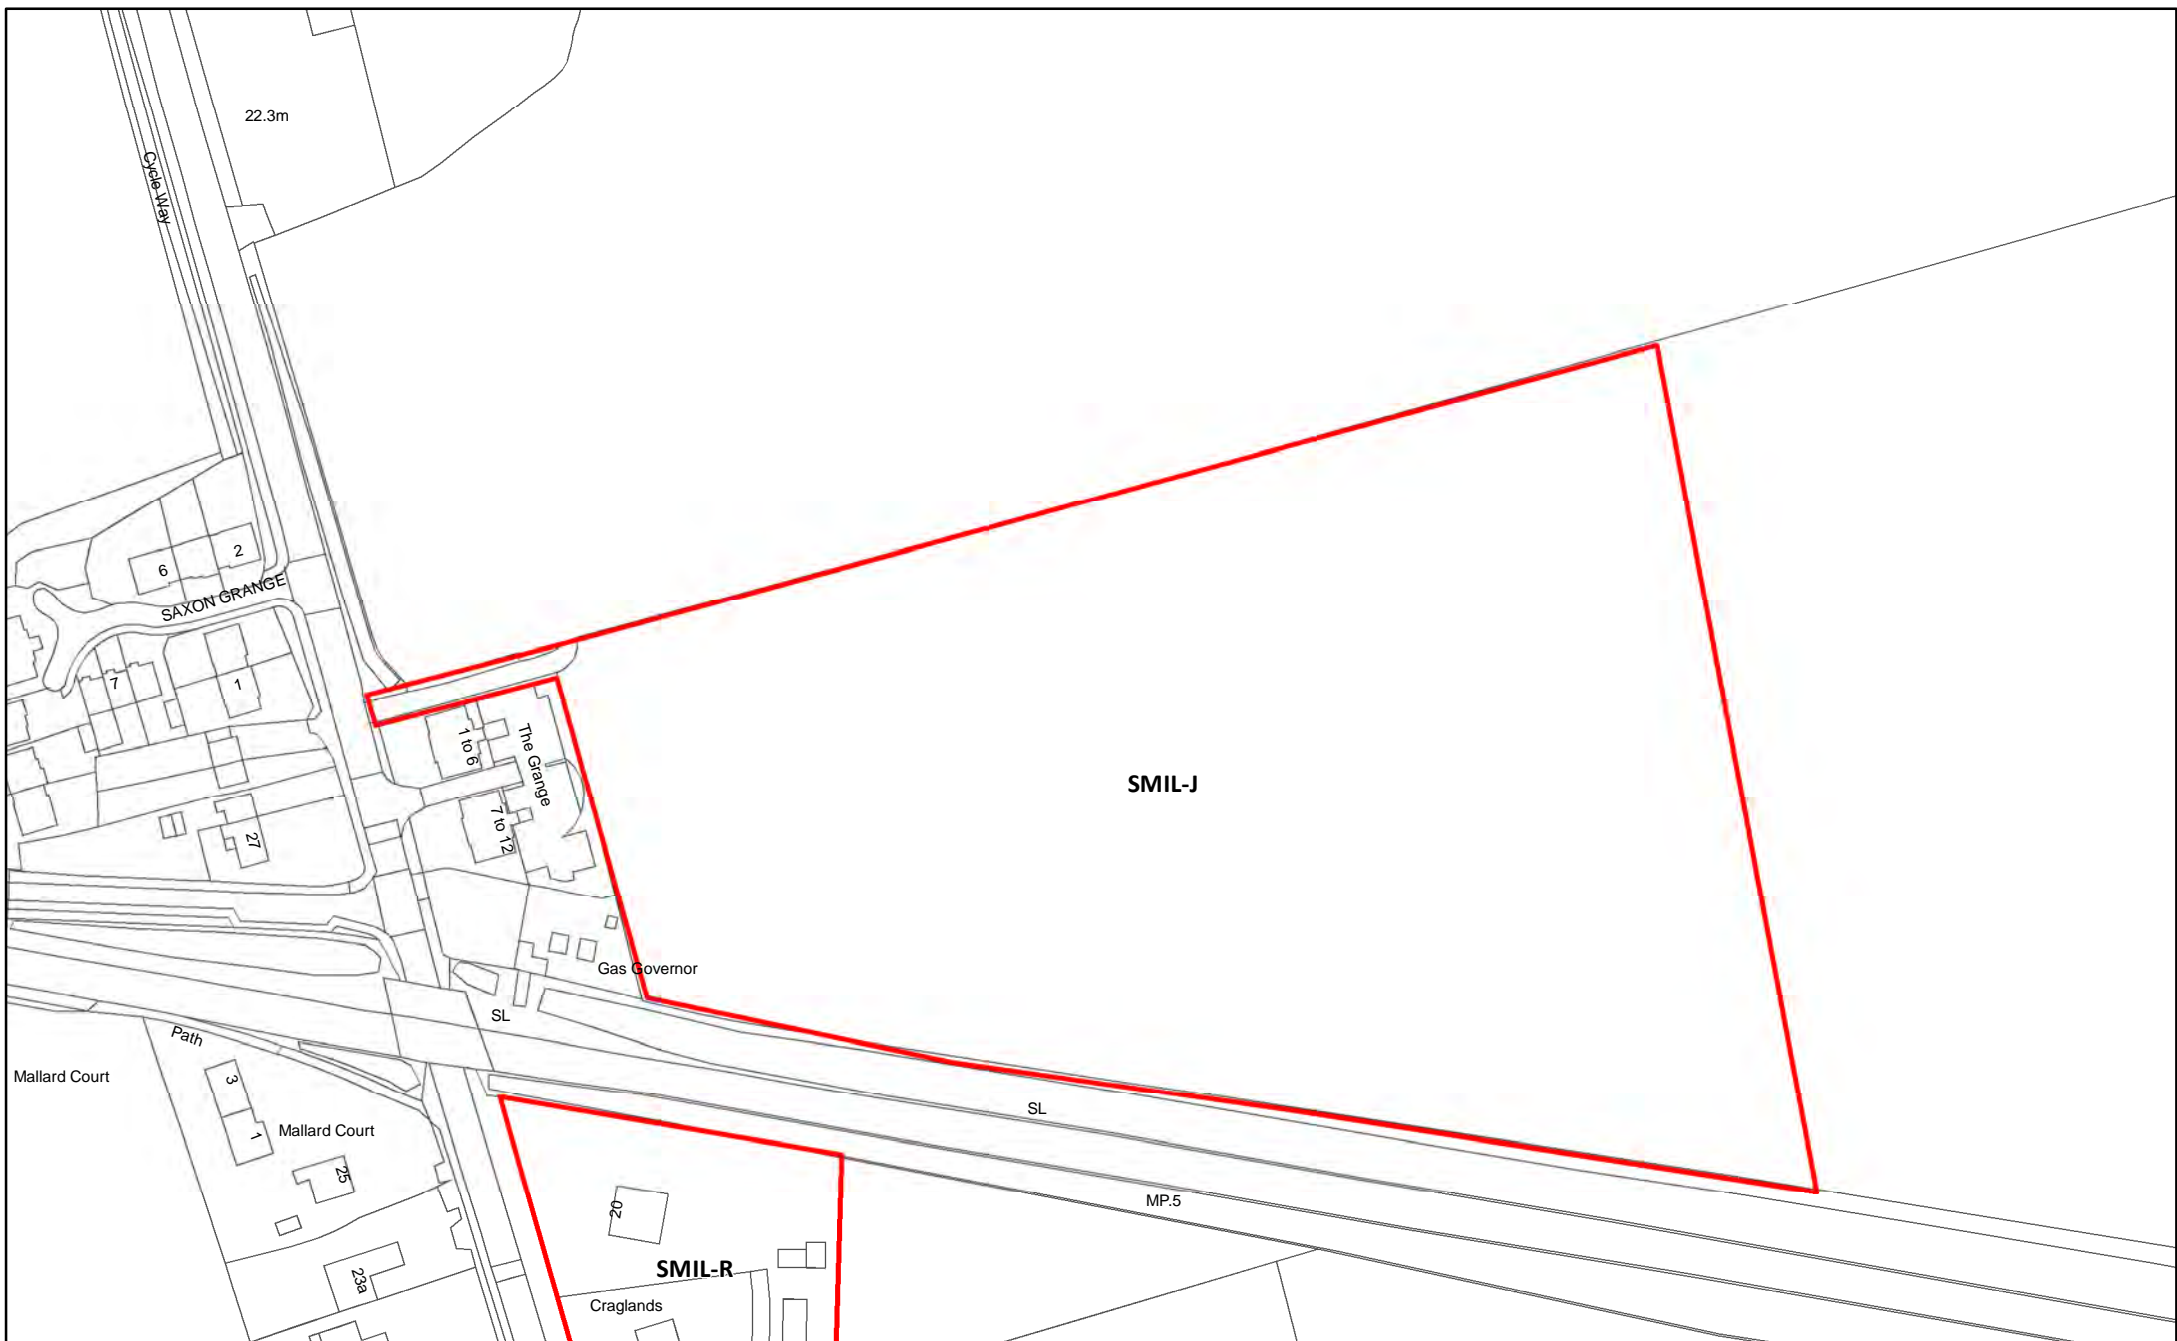 22.3m
Cycle Way
2
6
SAXON GRANGE
7
1
1 to 6
The Grange
SMIL-J
7 to 12
27
Gas Governor
SL
Path
Mallard Court
3
SL
1
Mallard Court
25
MP.5
20
SMIL-R
23a
Craglands